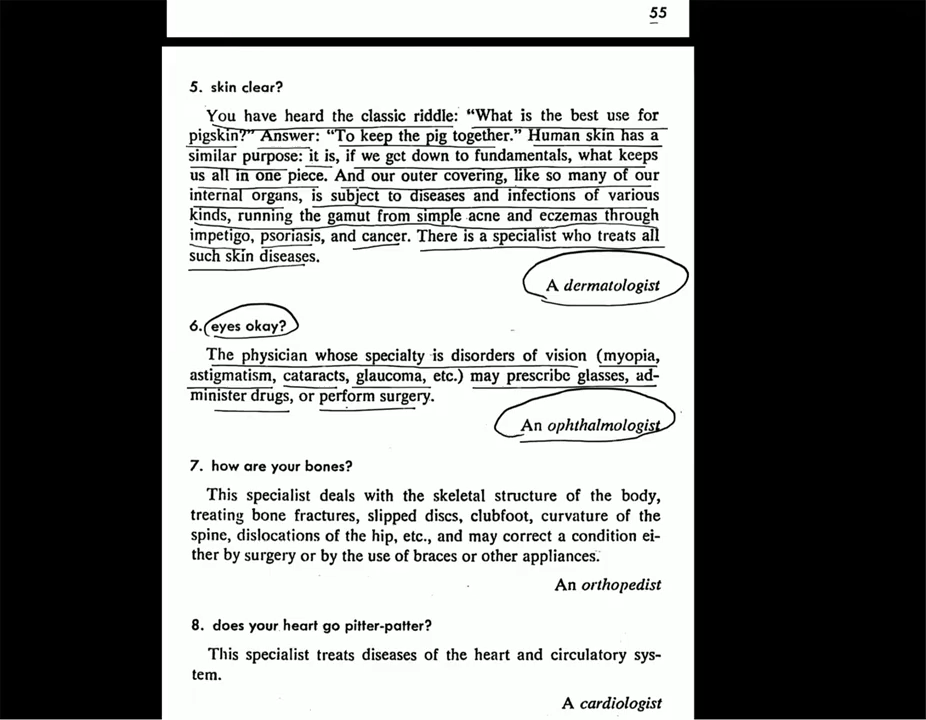 55
5. skin clear?
You have heard the classic riddle: “What is the best use for
pigskin?” Answer: “To keep the pig together.” Human skin has a
similar purpose: it is, if we get down to fundamentals, what keeps
us all in one piece. And our outer covering, like so many of our
internal organs, is subject to diseases and infections of various
kinds, running the gamut from simple acne and eczemas through
impetigo, psoriasis, and cancer. There is a specialist who treats all
such skin diseases.
A dermatologist
6. eyes okay?
The physician whose specialty is disorders of vision (myopia,
astigmatism, cataracts, glaucoma, etc.) may prescribe glasses, ad-
minister drugs, or perform surgery.
An ophthalmologist
7. how are your bones?
This specialist deals with the skeletal structure of the body,
treating bone fractures, slipped discs, clubfoot, curvature of the
spine, dislocations of the hip, etc., and may correct a condition ei-
ther by surgery or by the use of braces or other appliances.
An orthopedist
8. does your heart go pitter-patter?
This specialist treats diseases of the heart and circulatory sys-
tem.
A cardiologist